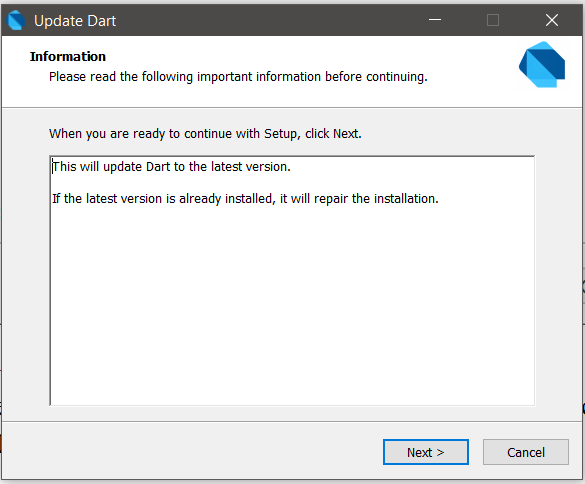 Update Dart
Information
Please read the following important information before continuing.
When you are ready to continue with Setup, click Next.
This will update Dart to the latest version.
If the latest version is already installed, it will repair the installation.
Next >
Cancel